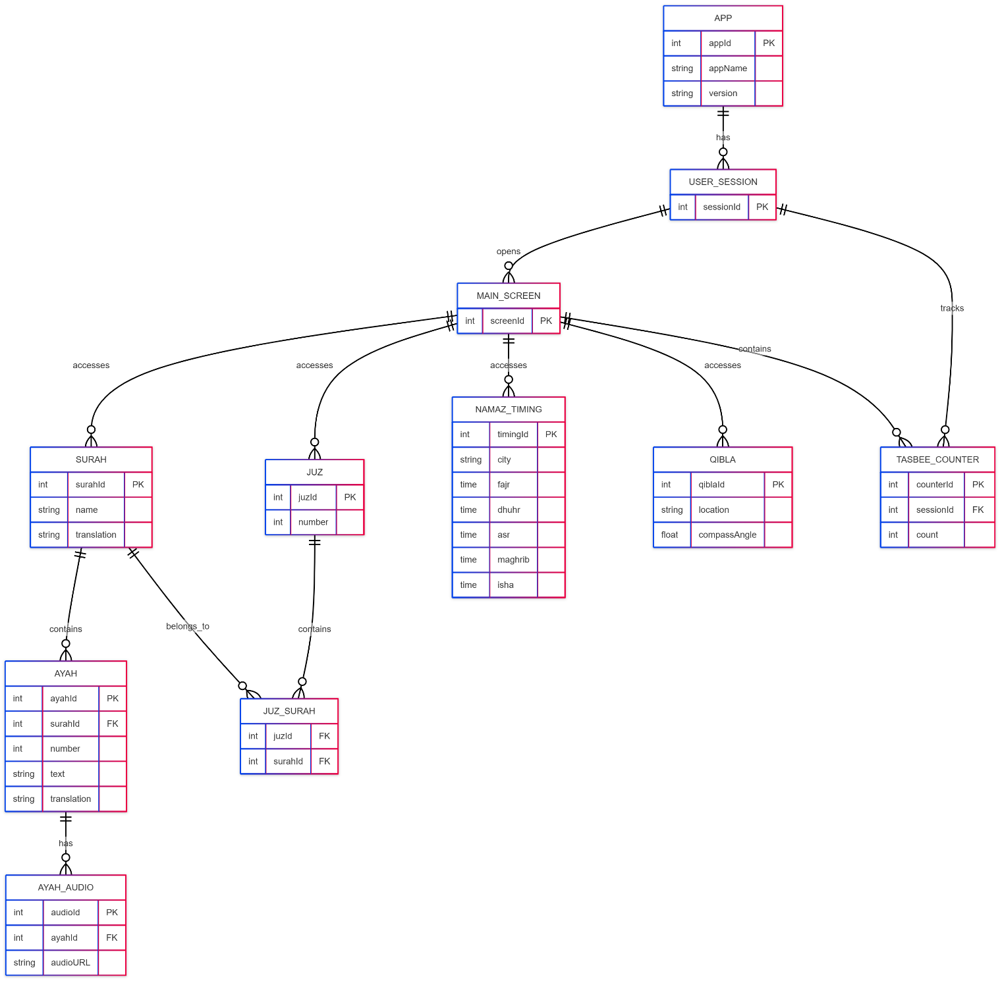 APP
int appId PK
string appName
string version
has
USER_SESSION
int sessionId PK
opens
tracks
MAIN_SCREEN
int screenId PK
contains
accesses
accesses
accesses
accesses
NAMAZ_TIMING
int timingId PK
string city
time fajr
time dhuhr
time asr
time maghrib
time isha
SURAH
int surahId PK
string name
string translation
JUZ
int juzId PK
int number
QIBLA
int qiblaId PK
string location
float compassAngle
TASBEE_COUNTER
int counterId PK
int sessionId FK
int count
belongs_to
contains
contains
AYAH
int ayahId PK
int surahId FK
int number
string text
string translation
JUZ_SURAH
int juzId FK
int surahId FK
has
AYAH_AUDIO
int audioId PK
int ayahId FK
string audioURL